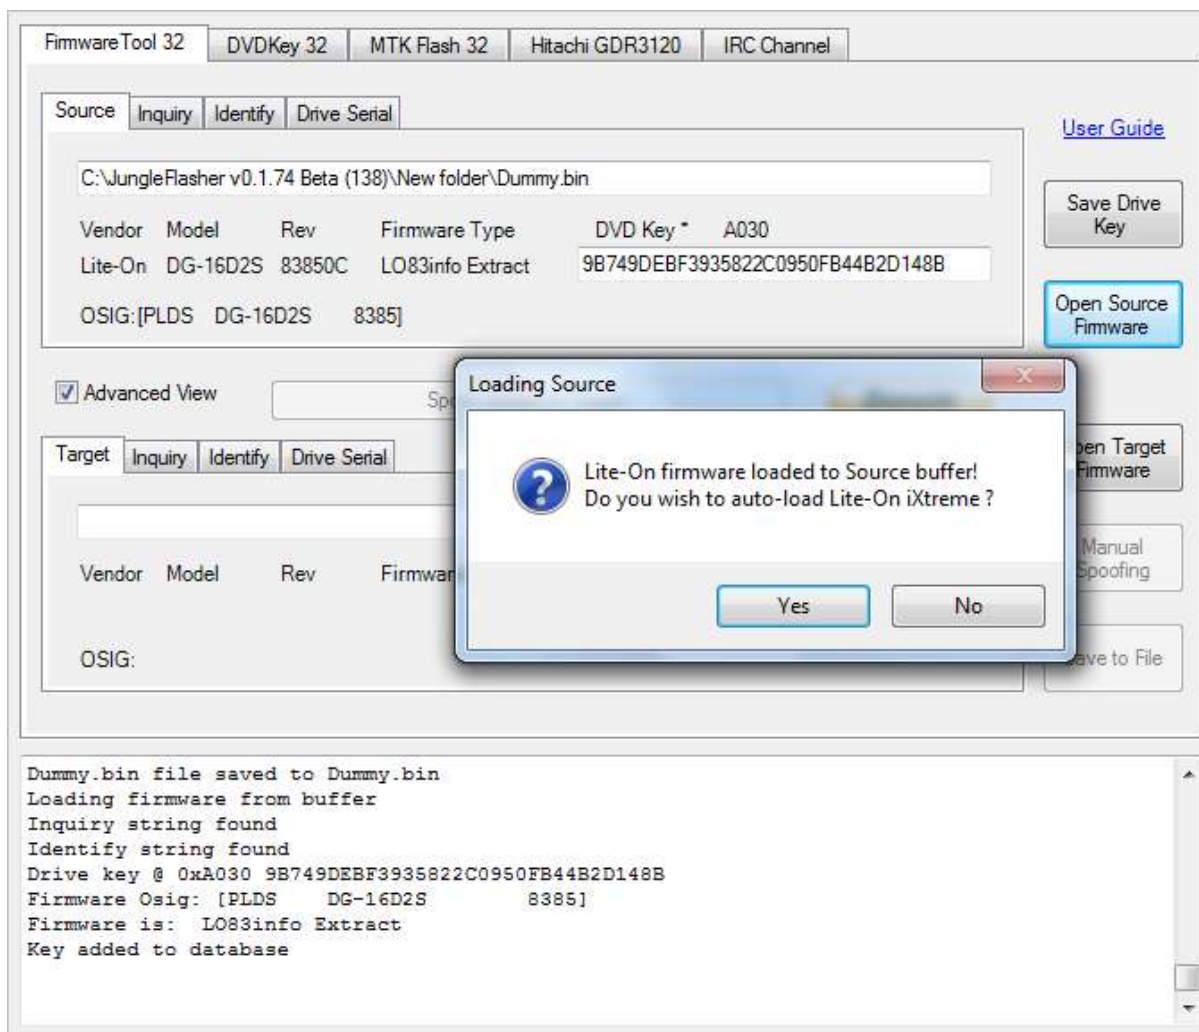 FirmwareTool 32 DVDKey 32 MTK Flash 32 Hitachi GDR3120 IRC Channel
Source Inquiry Identify Drive Serial
User Guide
C:\JungleFlasher v0.1.74 Beta (138)\New folder\Dummy.bin
Save Drive
Key
Vendor Model Rev Firmware Type DVD Key * A030
Lite-On DG-16D2S 83850C LO83info Extract 9B749DEBF3935822C0950FB44B2D148B
OSIG:[PLDS DG-16D2S 8385]
Open Source
Firmware
Advanced View
Loading Source
Lite-On firmware loaded to Source buffer!
Do you wish to auto-load Lite-On iXtreme ?
Yes No
Target Inquiry Identify Drive Serial
Target
Firmware
Vendor Model Rev
Manual
Spoofing
OSIG:
to File
Dummy.bin file saved to Dummy.bin
Loading firmware from buffer
Inquiry string found
Identify string found
Drive key @ 0xA030 9B749DEBF3935822C0950FB44B2D148B
Firmware Osig: [PLDS DG-16D2S 8385]
Firmware is: LO83info Extract
Key added to database